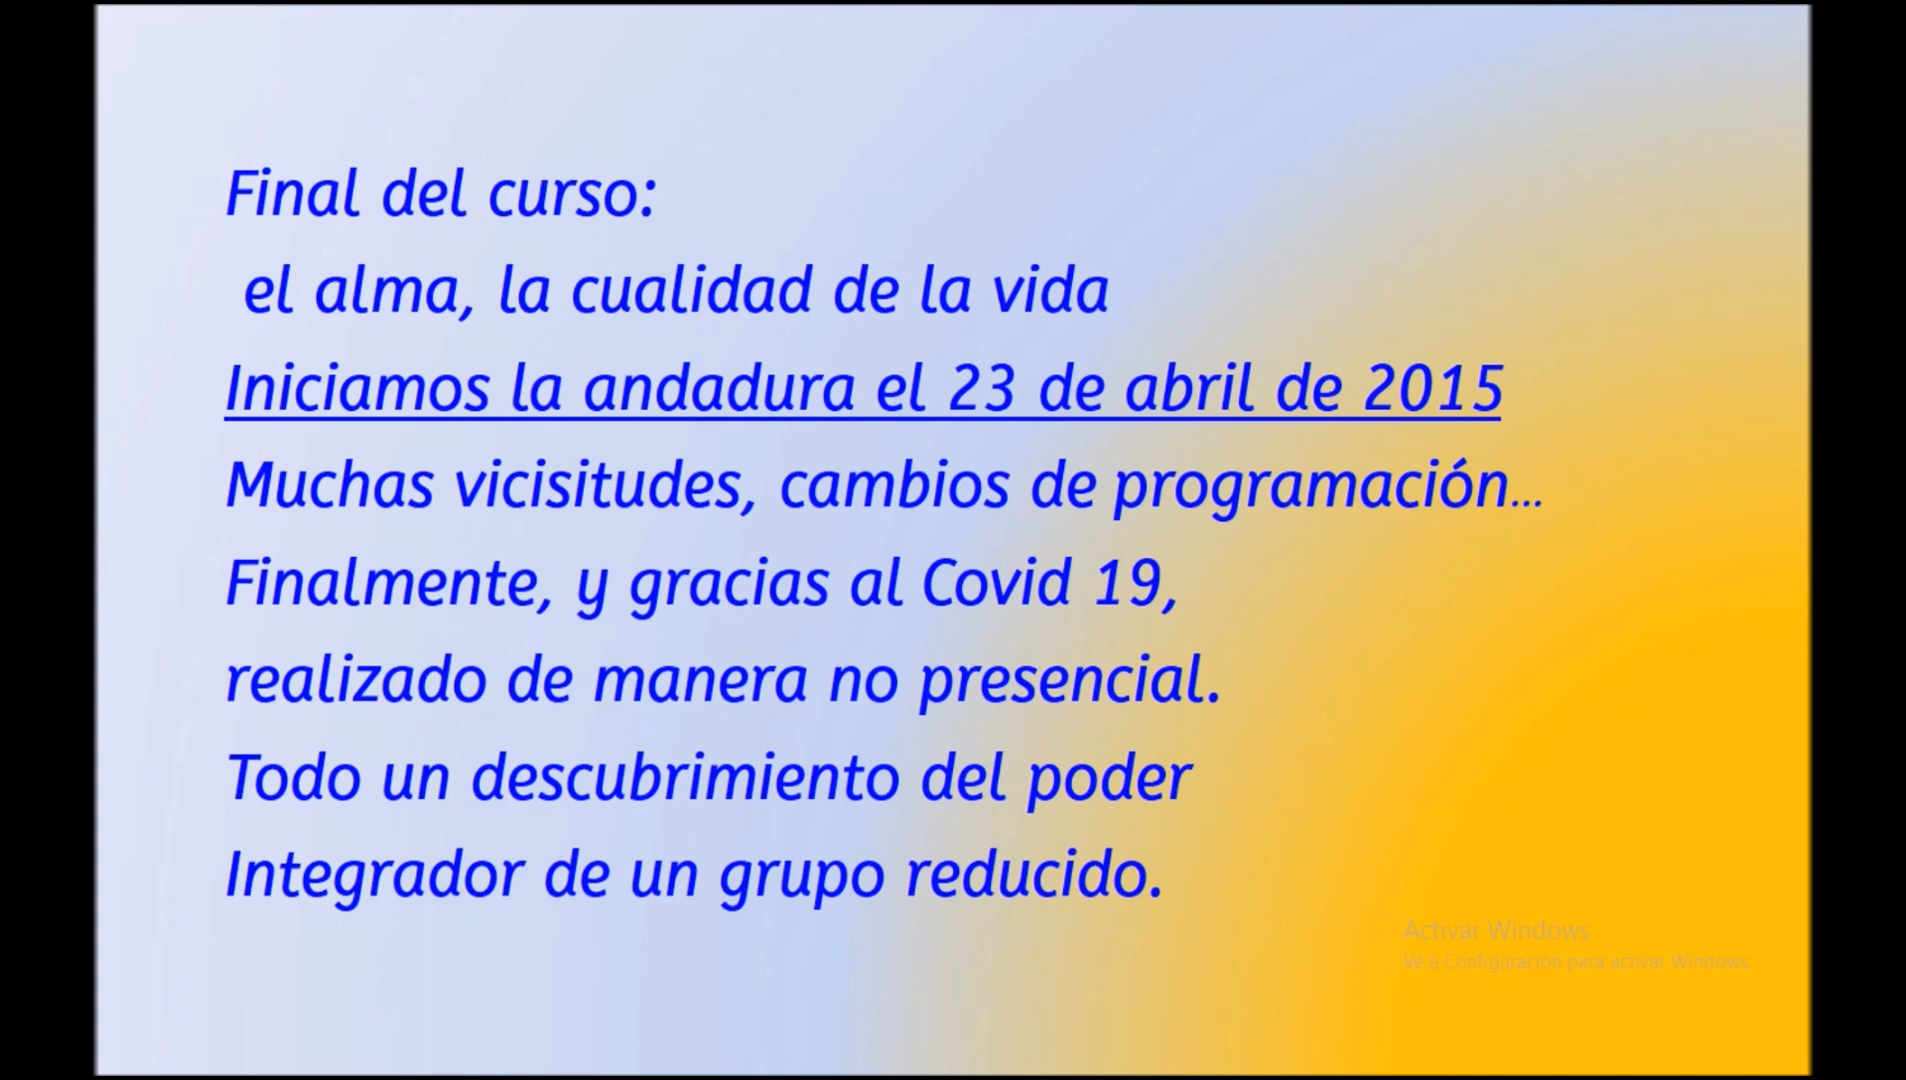 Final del curso:
el alma, la cualidad de la vida
Iniciamos la andadura el 23 de abril de 2015
Muchas vicisitudes, cambios de programación...
Finalmente, y gracias al Covid 19,
realizado de manera no presencial.
Todo un descubrimiento del poder
Integrador de un grupo reducido.
Activar Windows
Ve a Configuración para activar Windows.